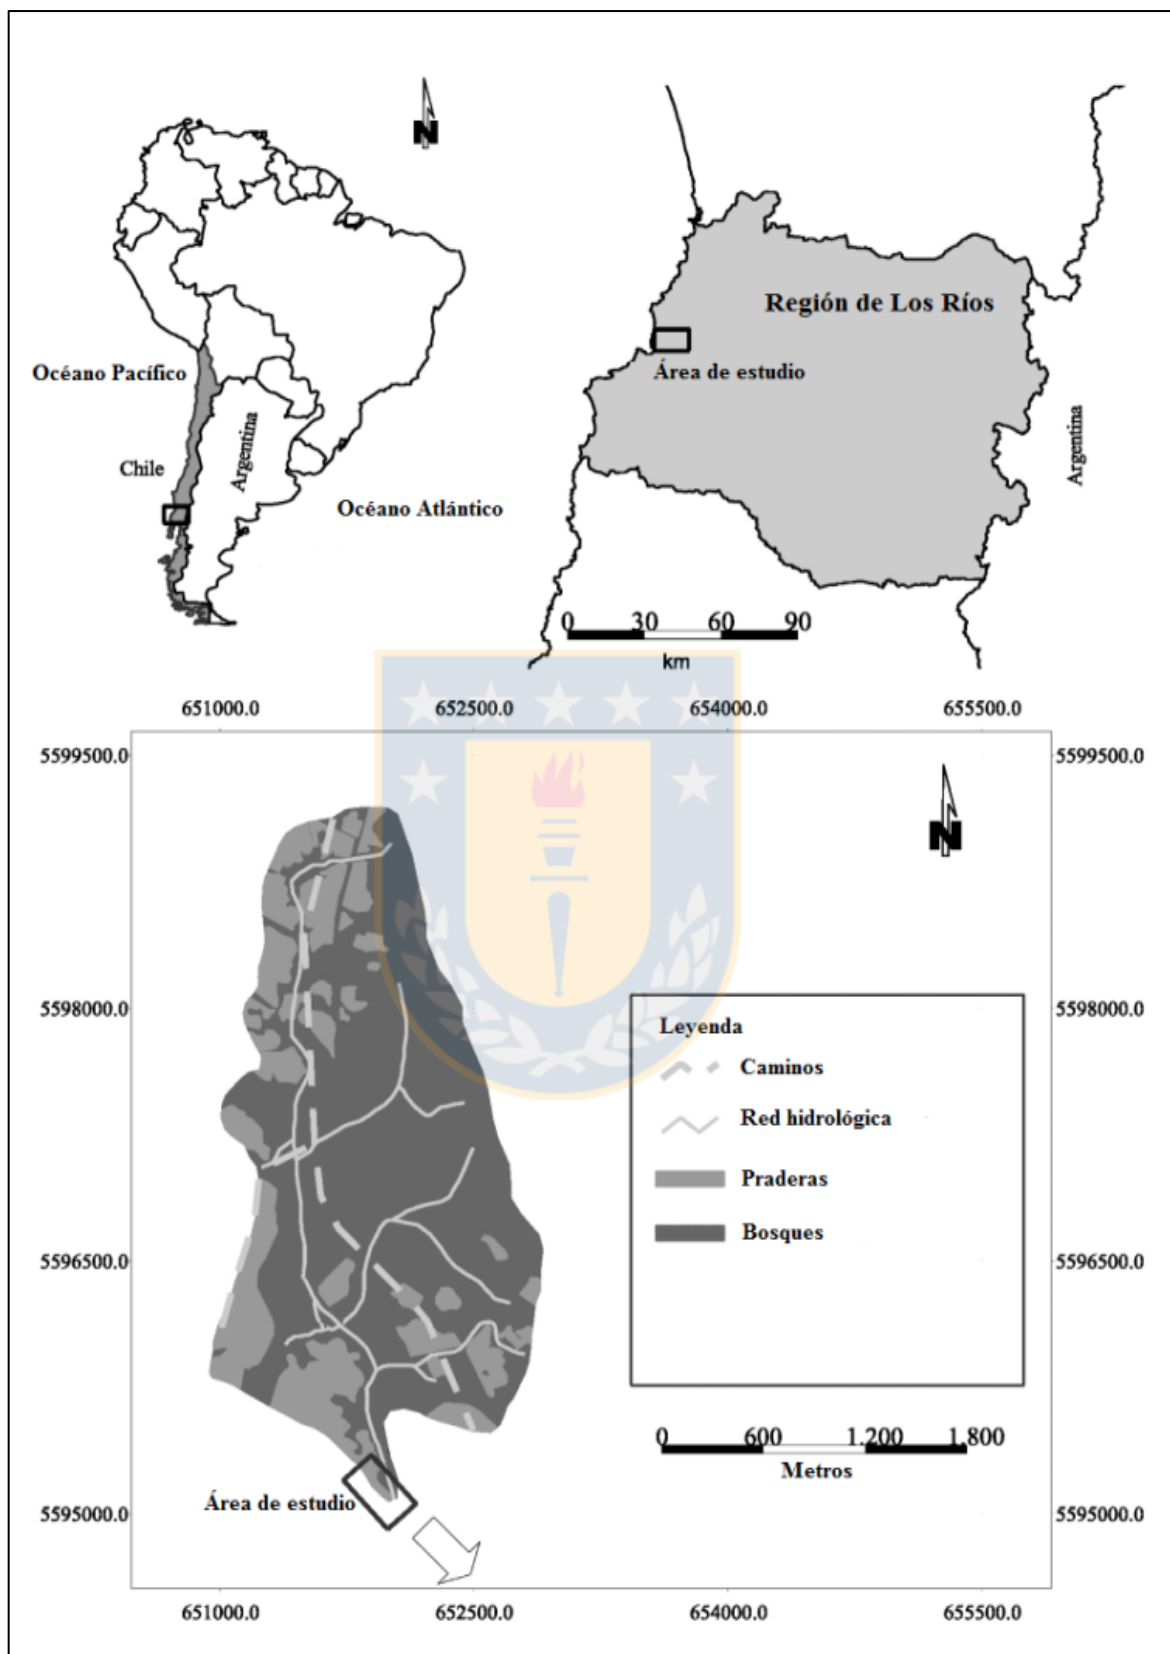 N
Región de Los Ríos
Océano Pacífico
Área de estudio
Argentina
Argentina
Chile
Océano Atlántico
0 30 60 90
km
651000.0 652500.0 654000.0 655500.0
5599500.0 5599500.0
N
5598000.0 5598000.0
Leyenda
Caminos
Red hidrológica
Praderas
Bosques
5596500.0 5596500.0
0 600 1.200 1.800
Metros
Área de estudio
5595000.0 5595000.0
651000.0 652500.0 654000.0 655500.0